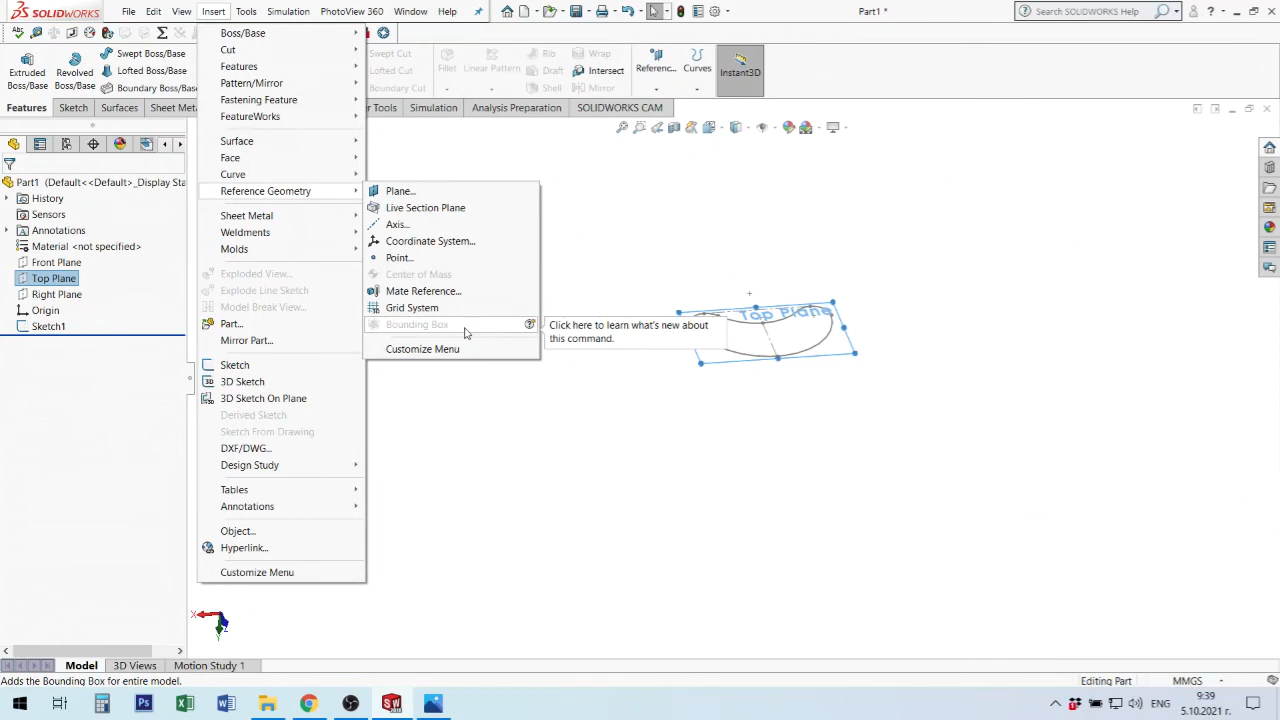 SOLIDWORKS File Edit View Insert Tools Simulation PhotoView 360 Window Help Part1 * Search SOLIDWORKS Help
Extruded Boss/Base
Revolved Boss/Base
Swept Boss/Base
Lofted Boss/Base
Boundary Boss/Base
Swept Cut
Lofted Cut
Boundary Cut
Fillet
Linear Pattern
Rib
Draft
Shell
Wrap
Intersect
Mirror
Referenc...
Curves
Instant3D
Features Sketch Surfaces Sheet Met er Tools Simulation Analysis Preparation SOLIDWORKS CAM
Part1 (Default<<Default>_Display Sta
History
Sensors
Annotations
Material <not specified>
Front Plane
Top Plane
Right Plane
Origin
Sketch1
Boss/Base
Cut
Features
Pattern/Mirror
Fastening Feature
FeatureWorks
Surface
Face
Curve
Reference Geometry
Sheet Metal
Weldments
Molds
Exploded View...
Explode Line Sketch
Model Break View...
Part...
Mirror Part...
Sketch
3D Sketch
3D Sketch On Plane
Derived Sketch
Sketch From Drawing
DXF/DWG...
Design Study
Tables
Annotations
Object...
Hyperlink...
Customize Menu
Plane...
Live Section Plane
Axis...
Coordinate System...
Point...
Center of Mass
Mate Reference...
Grid System
Bounding Box
Customize Menu
Click here to learn what's new about
this command.
Top Plane
X
Y
Z
Model 3D Views Motion Study 1
Adds the Bounding Box for entire model. Editing Part MMGS
ENG
9:39
5.10.2021 г.